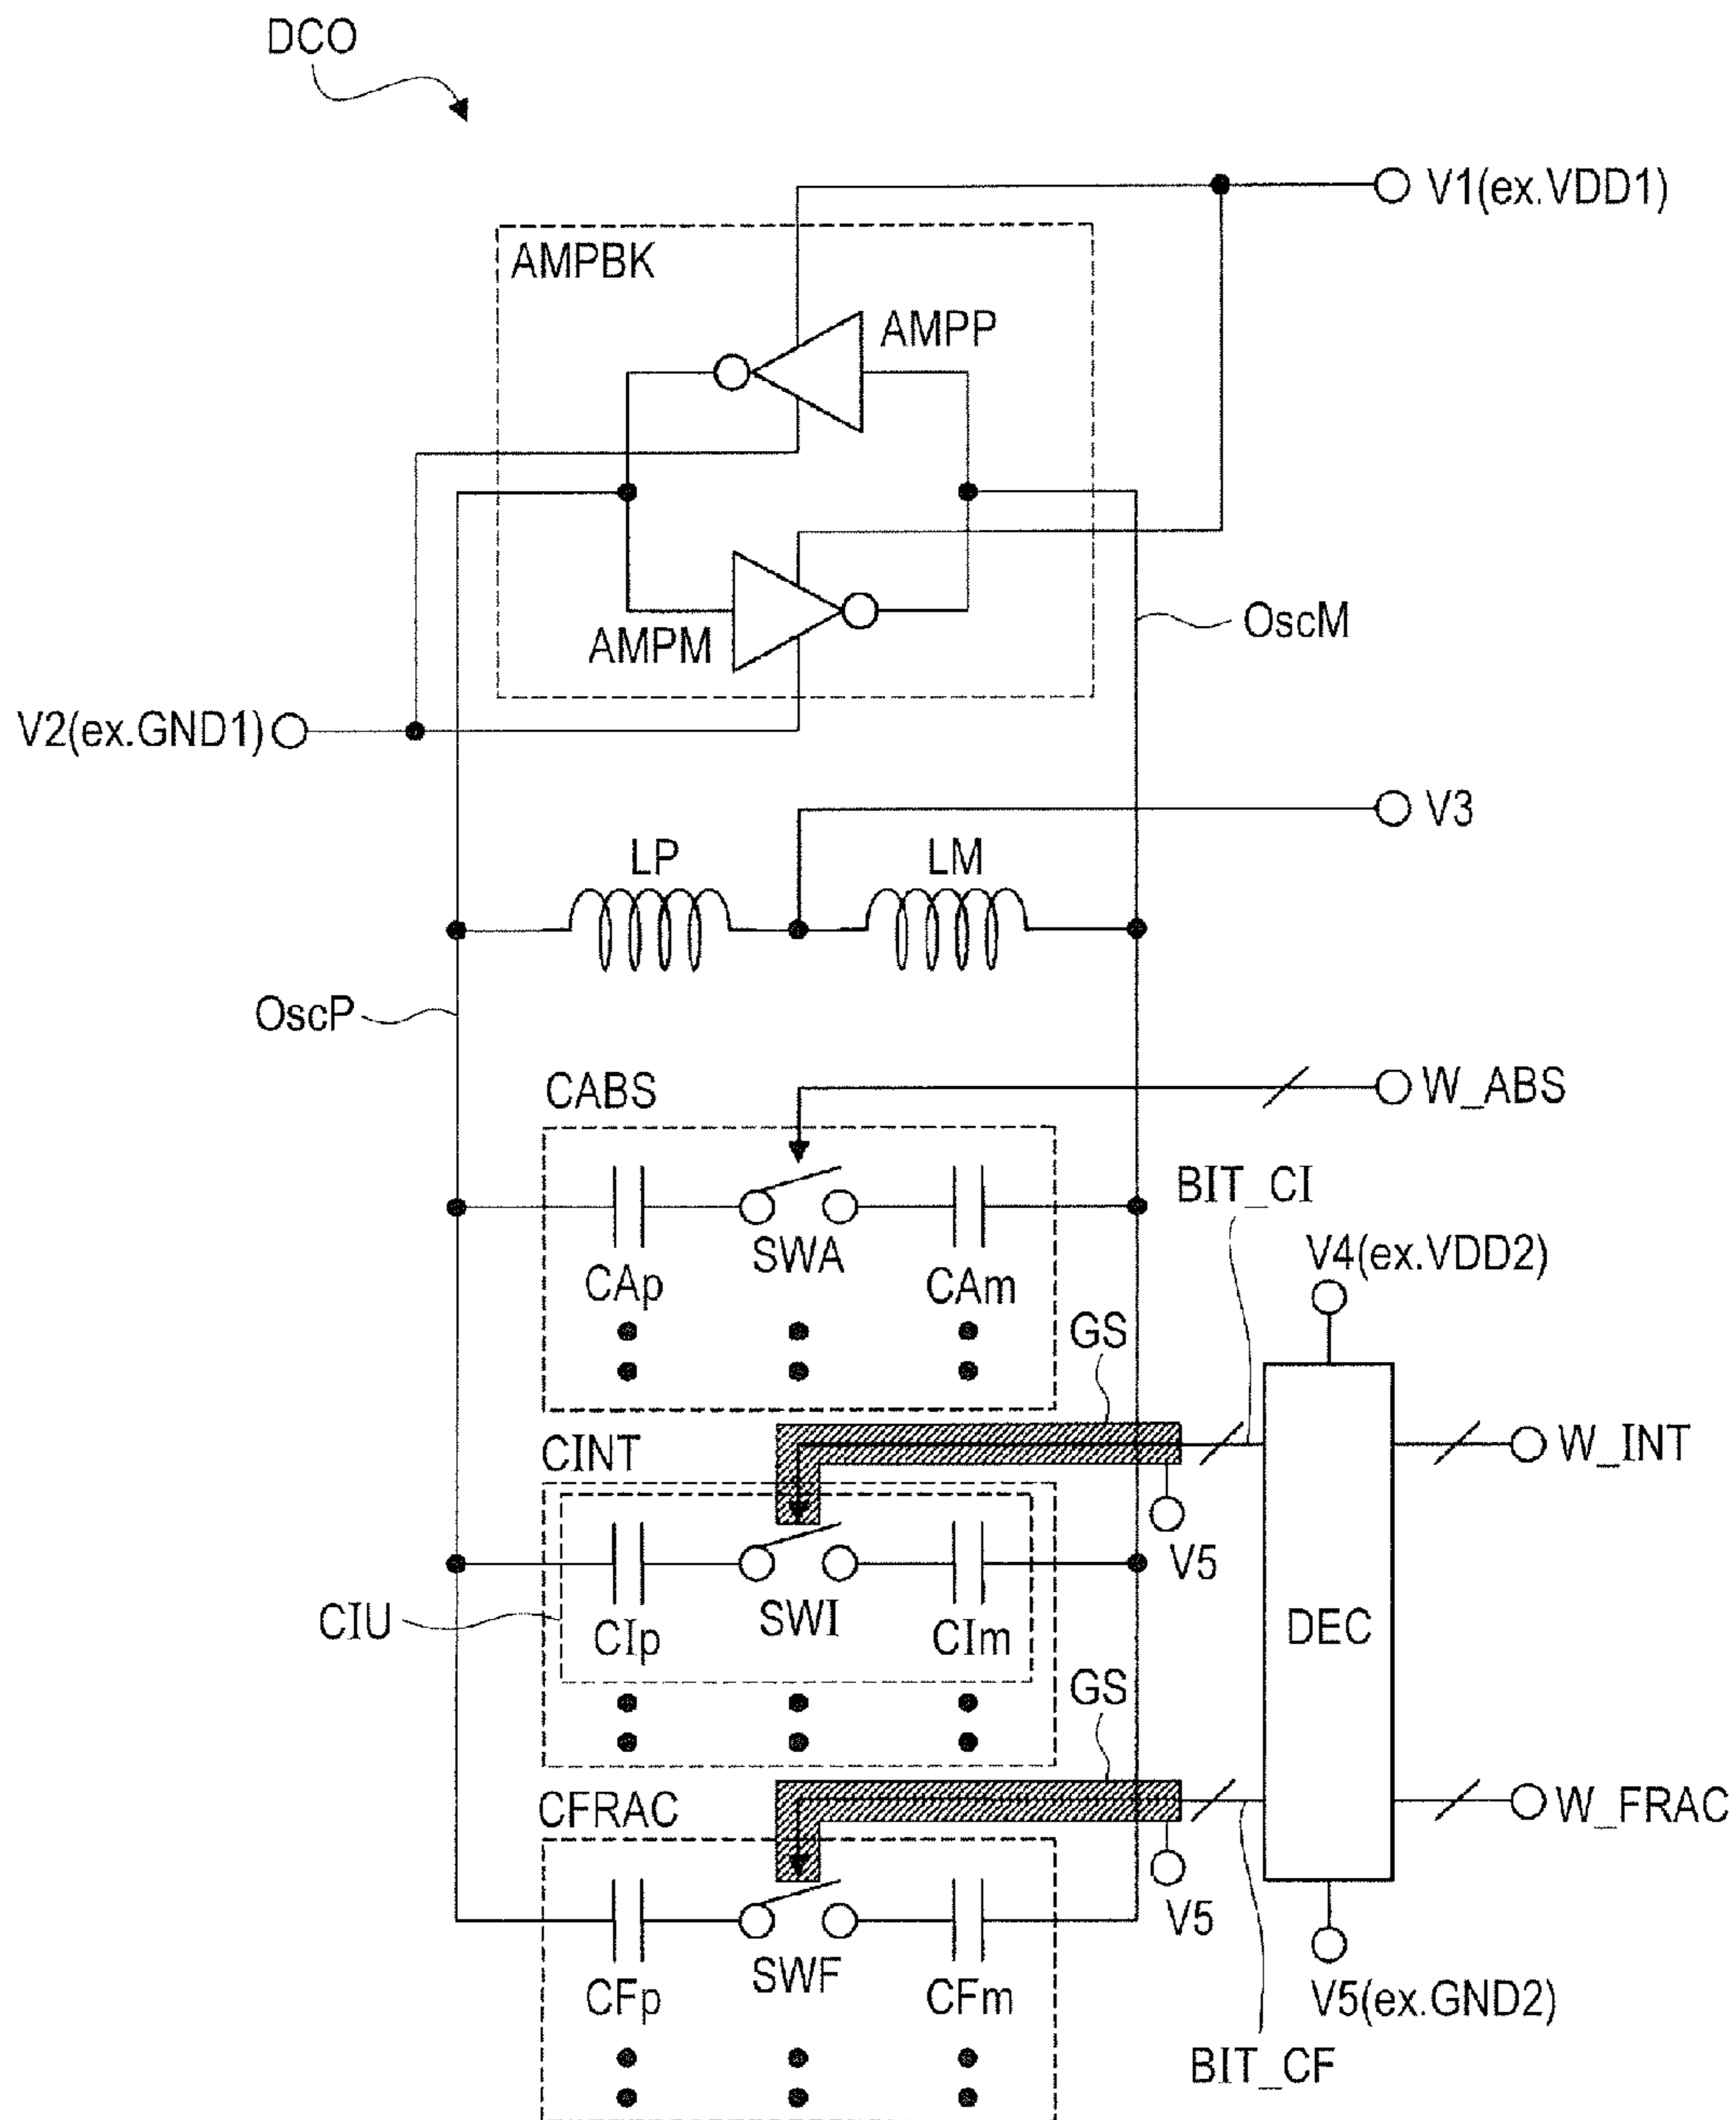 DCO
V1(ex.VDD1)
AMPBK
AMPP
AMPM
OscM
V2(ex.GND1)
V3
LP
LM
OscP
CABS
W_ABS
BIT_CI
SWA
CAp
CAm
V4(ex.VDD2)
GS
CINT
W_INT
V5
CIU
CIp
SWI
CIm
DEC
GS
CFRAC
W_FRAC
V5
SWF
CFp
CFm
V5(ex.GND2)
BIT_CF